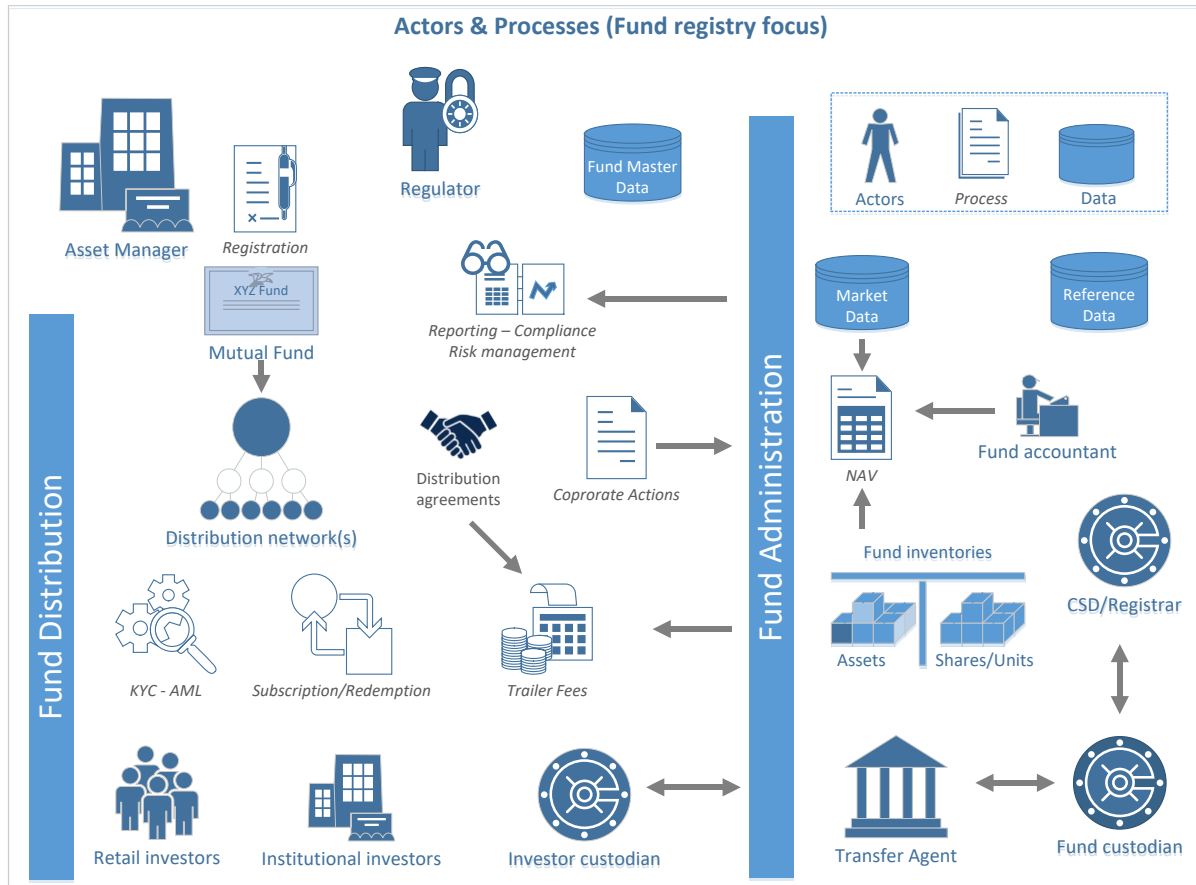 Actors & Processes (Fund registry focus)
Asset Manager
Registration
Regulator
Fund Master
Data
Actors
Process
Data
XYZ Fund
Mutual Fund
Reporting – Compliance
Risk management
Market
Data
Reference
Data
Fund Distribution
Fund Administration
Distribution network(s)
Distribution
agreements
Coprorate Actions
NAV
Fund accountant
Fund inventories
Assets
Shares/Units
CSD/Registrar
KYC - AML
Subscription/Redemption
Trailer Fees
Retail investors
Institutional investors
Investor custodian
Transfer Agent
Fund custodian